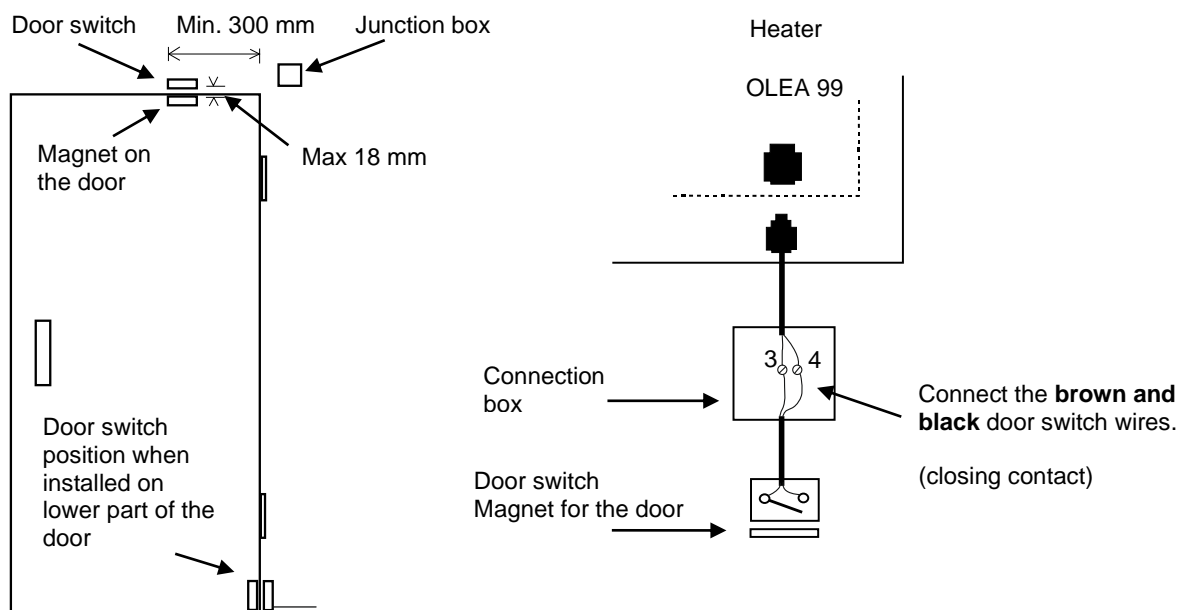 Door switch
Min. 300 mm
Junction box
Magnet on
the door
Max 18 mm
Door switch
position when
installed on
lower part of the
door
Heater
OLEA 99
3 4
Connection
box
Connect the brown and
black door switch wires.
(closing contact)
Door switch
Magnet for the door